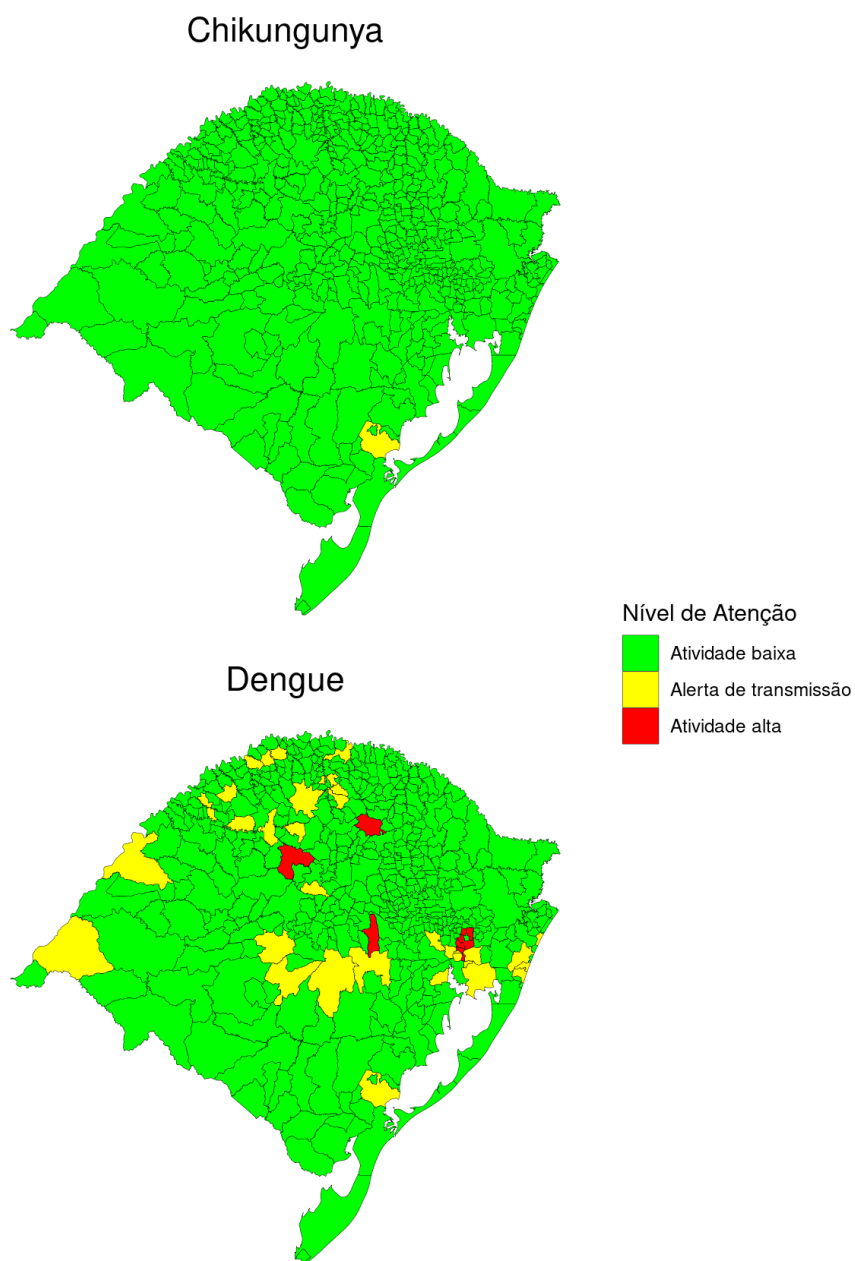 Chikungunya
Nível de Atenção
Atividade baixa
Alerta de transmissão
Atividade alta
Dengue